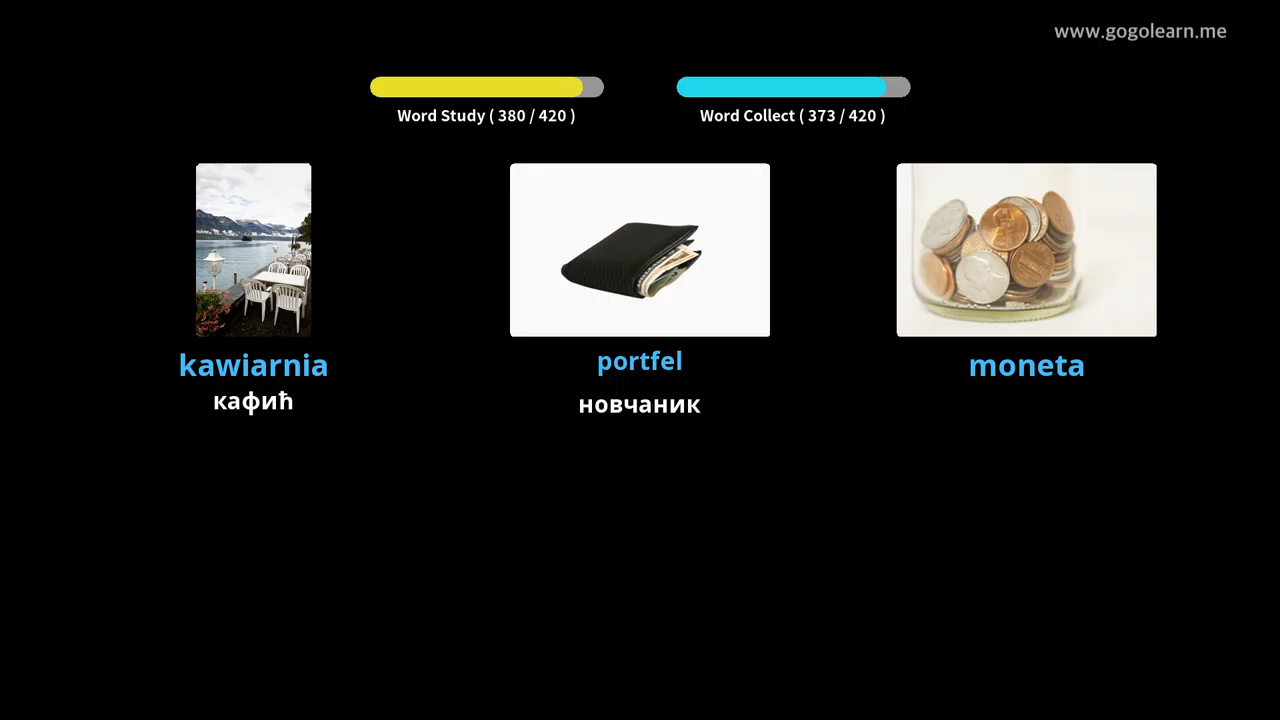 www.gogolearn.me
Word Study ( 380 / 420 )
Word Collect ( 373 / 420 )
kawiarnia
кафић
portfel
новчаник
moneta